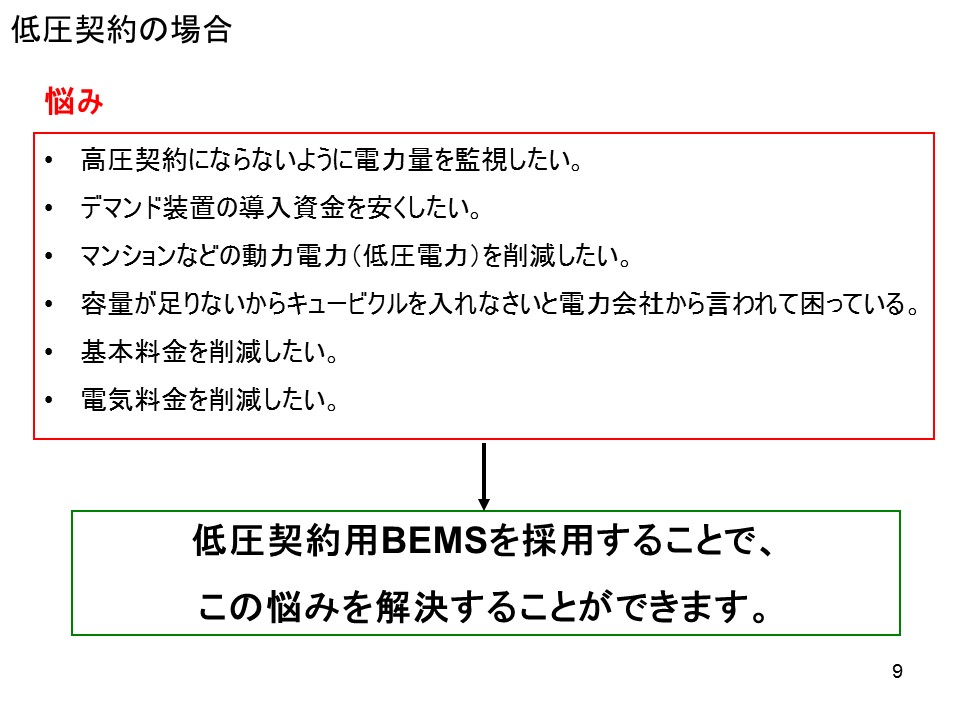 低圧契約の場合
悩み
• 高圧契約にならないように電力量を監視したい。
• デマンド装置の導入資金を安くしたい。
• マンションなどの動力電力（低圧電力）を削減したい。
• 容量が足りないからキュービクルを入れなさいと電力会社から言われて困っている。
• 基本料金を削減したい。
• 電気料金を削減したい。
低圧契約用BEMSを採用することで、
この悩みを解決することができます。
9